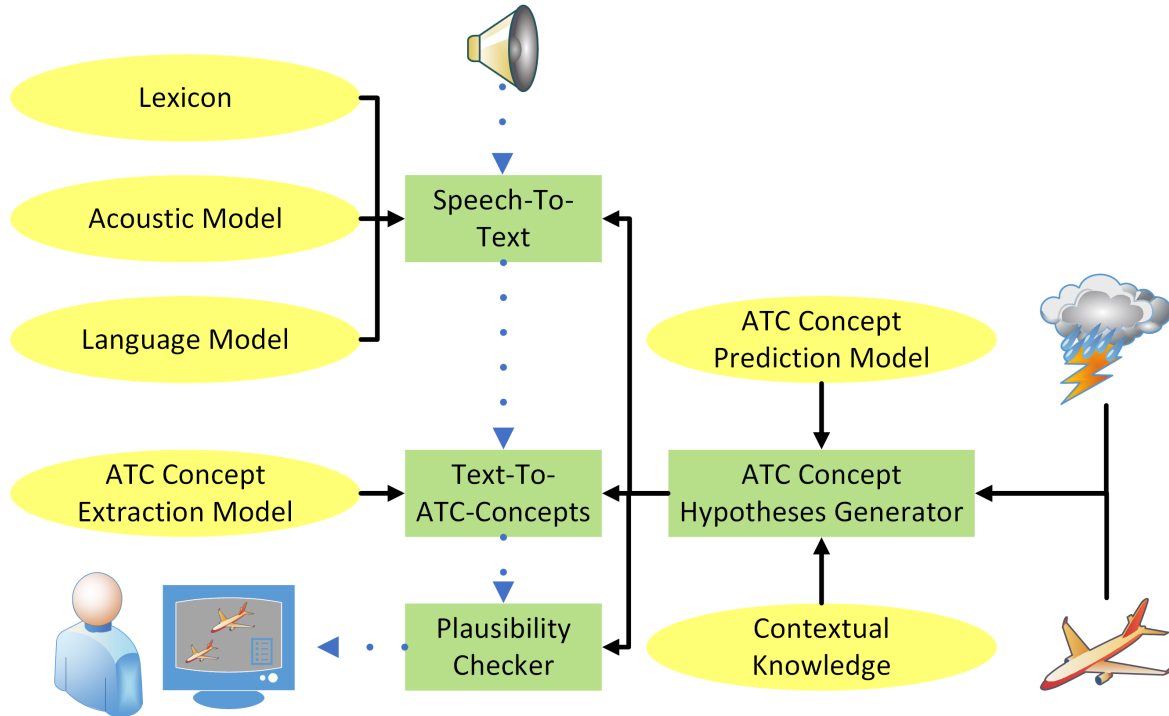 Lexicon
Acoustic Model
Speech-To-
Text
Language Model
ATC Concept
Prediction Model
ATC Concept
Extraction Model
Text-To-
ATC-Concepts
ATC Concept
Hypotheses Generator
Plausibility
Checker
Contextual
Knowledge